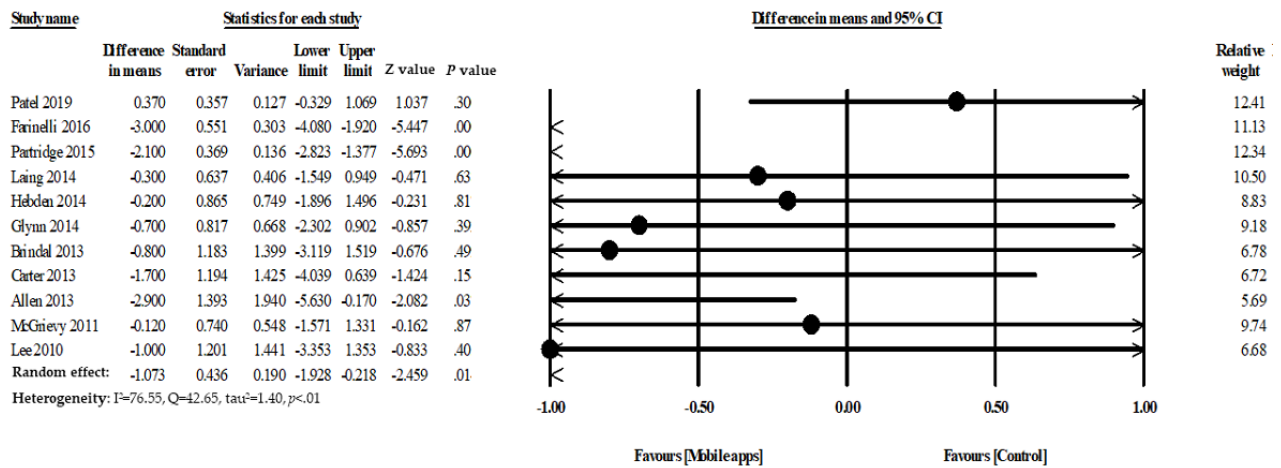 Study name Statistics for each study Difference in means and 95% CI
Difference in means Standard error Variance Lower limit Upper limit Z value P value Relative weight
Patel 2019 0.370 0.357 0.127 -0.329 1.069 1.037 .30 12.41
Farinelli 2016 -3.000 0.551 0.303 -4.080 -1.920 -5.447 .00 11.13
Partridge 2015 -2.100 0.369 0.136 -2.823 -1.377 -5.693 .00 12.34
Laing 2014 -0.300 0.637 0.406 -1.549 0.949 -0.471 .63 10.50
Hebden 2014 -0.200 0.865 0.749 -1.896 1.496 -0.231 .81 8.83
Glynn 2014 -0.700 0.817 0.668 -2.302 0.902 -0.857 .39 9.18
Brindal 2013 -0.800 1.183 1.399 -3.119 1.519 -0.676 .49 6.78
Carter 2013 -1.700 1.194 1.425 -4.039 0.639 -1.424 .15 6.72
Allen 2013 -2.900 1.393 1.940 -5.630 -0.170 -2.082 .03 5.69
McGrievy 2011 -0.120 0.740 0.548 -1.571 1.331 -0.162 .87 9.74
Lee 2010 -1.000 1.201 1.441 -3.353 1.353 -0.833 .40 6.68
Random effect: -1.073 0.436 0.190 -1.928 -0.218 -2.459 .01
Heterogeneity: I²=76.55, Q=42.65, tau²=1.40, p<.01
-1.00 -0.50 0.00 0.50 1.00
Favours [Mobile apps] Favours [Control]